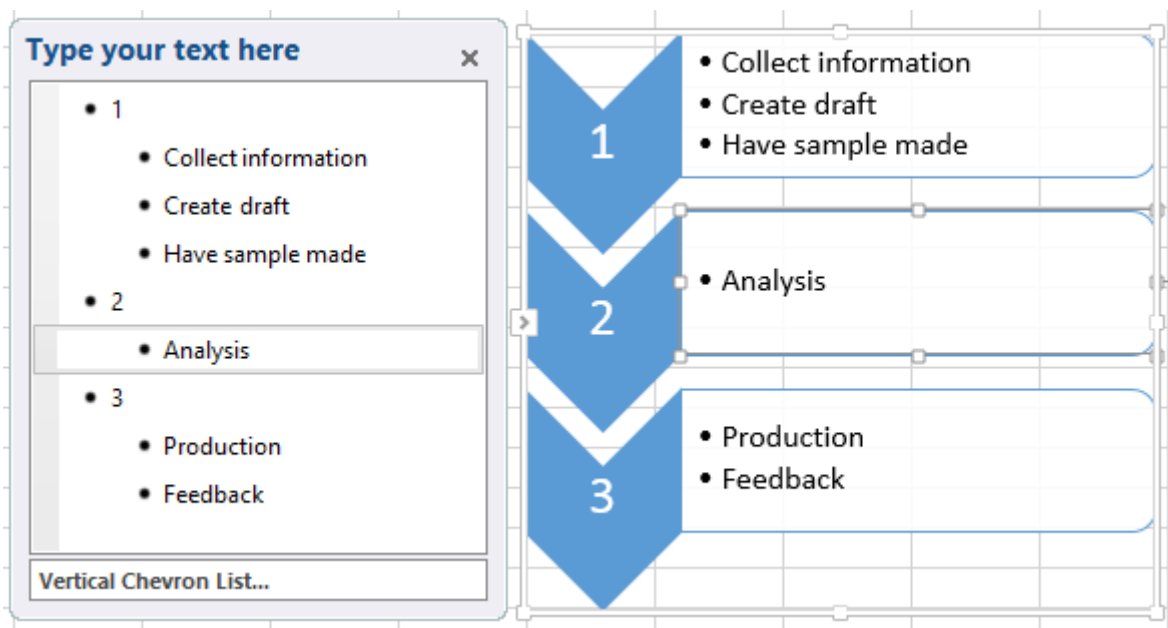 Type your text here
1
Collect information
Create draft
Have sample made
2
Analysis
3
Production
Feedback
Vertical Chevron List...
1
• Collect information
• Create draft
• Have sample made
2
• Analysis
3
• Production
• Feedback